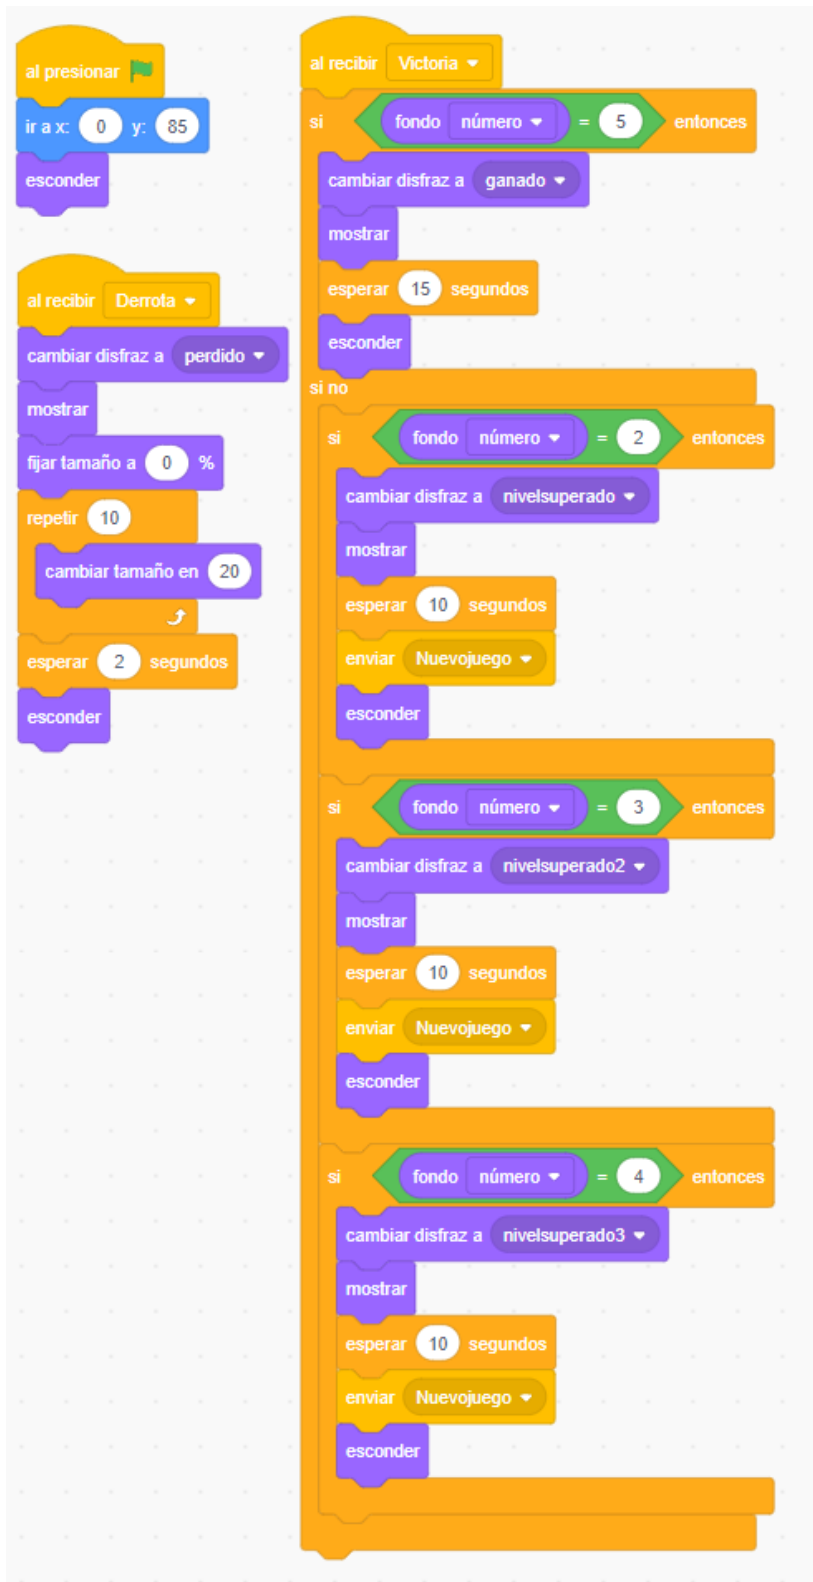 al presionar
ir a x: 0 y: 85
esconder
al recibir Derrota
cambiar disfraz a perdido
mostrar
fijar tamaño a 0 %
repetir 10
cambiar tamaño en 20
esperar 2 segundos
esconder
al recibir Victoria
si fondo número = 5 entonces
cambiar disfraz a ganado
mostrar
esperar 15 segundos
esconder
si no
si fondo número = 2 entonces
cambiar disfraz a nivelsuperado
mostrar
esperar 10 segundos
enviar Nuevojuego
esconder
si fondo número = 3 entonces
cambiar disfraz a nivelsuperado2
mostrar
esperar 10 segundos
enviar Nuevojuego
esconder
si fondo número = 4 entonces
cambiar disfraz a nivelsuperado3
mostrar
esperar 10 segundos
enviar Nuevojuego
esconder